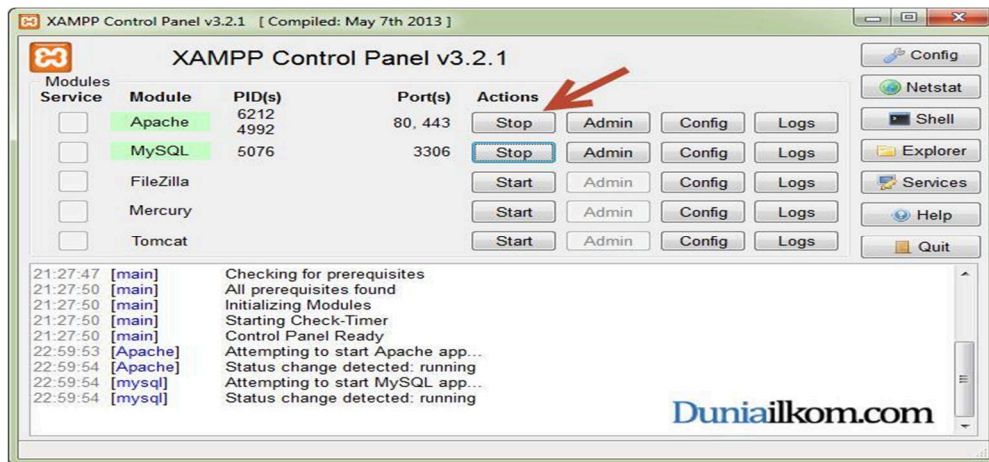 XAMPP Control Panel v3.2.1 [ Compiled: May 7th 2013 ]
XAMPP Control Panel v3.2.1
Config
Modules
Service Module PID(s) Port(s) Actions
Netstat
Apache 6212 4992 80, 443 Stop Admin Config Logs
Shell
MySQL 5076 3306 Stop Admin Config Logs
Explorer
FileZilla Start Admin Config Logs
Services
Mercury Start Admin Config Logs
Help
Tomcat Start Admin Config Logs
Quit
21:27:47 [main] Checking for prerequisites
21:27:50 [main] All prerequisites found
21:27:50 [main] Initializing Modules
21:27:50 [main] Starting Check-Timer
21:27:50 [main] Control Panel Ready
22:59:53 [Apache] Attempting to start Apache app...
22:59:54 [Apache] Status change detected: running
22:59:54 [mysql] Attempting to start MySQL app...
22:59:54 [mysql] Status change detected: running
Duniailkom.com